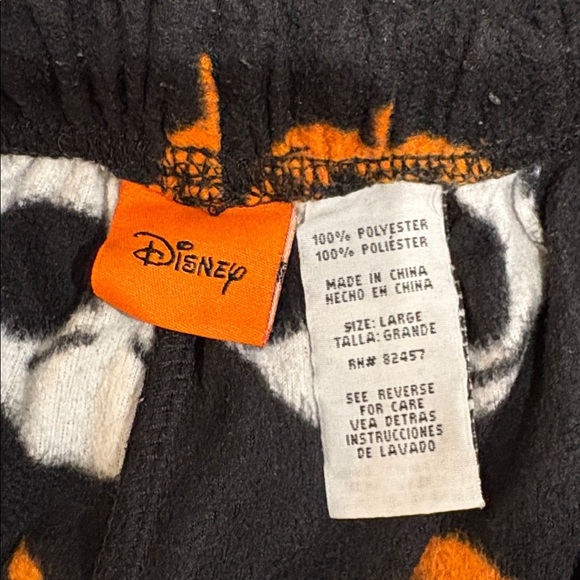 DISNEY
100% POLYESTER
100% POLIÉSTER
MADE IN CHINA
HECHO EN CHINA
SIZE: LARGE
TALLA: GRANDE
RN# 82457
SEE REVERSE
FOR CARE
VEA DETRAS
INSTRUCCIONES
DE LAVADO